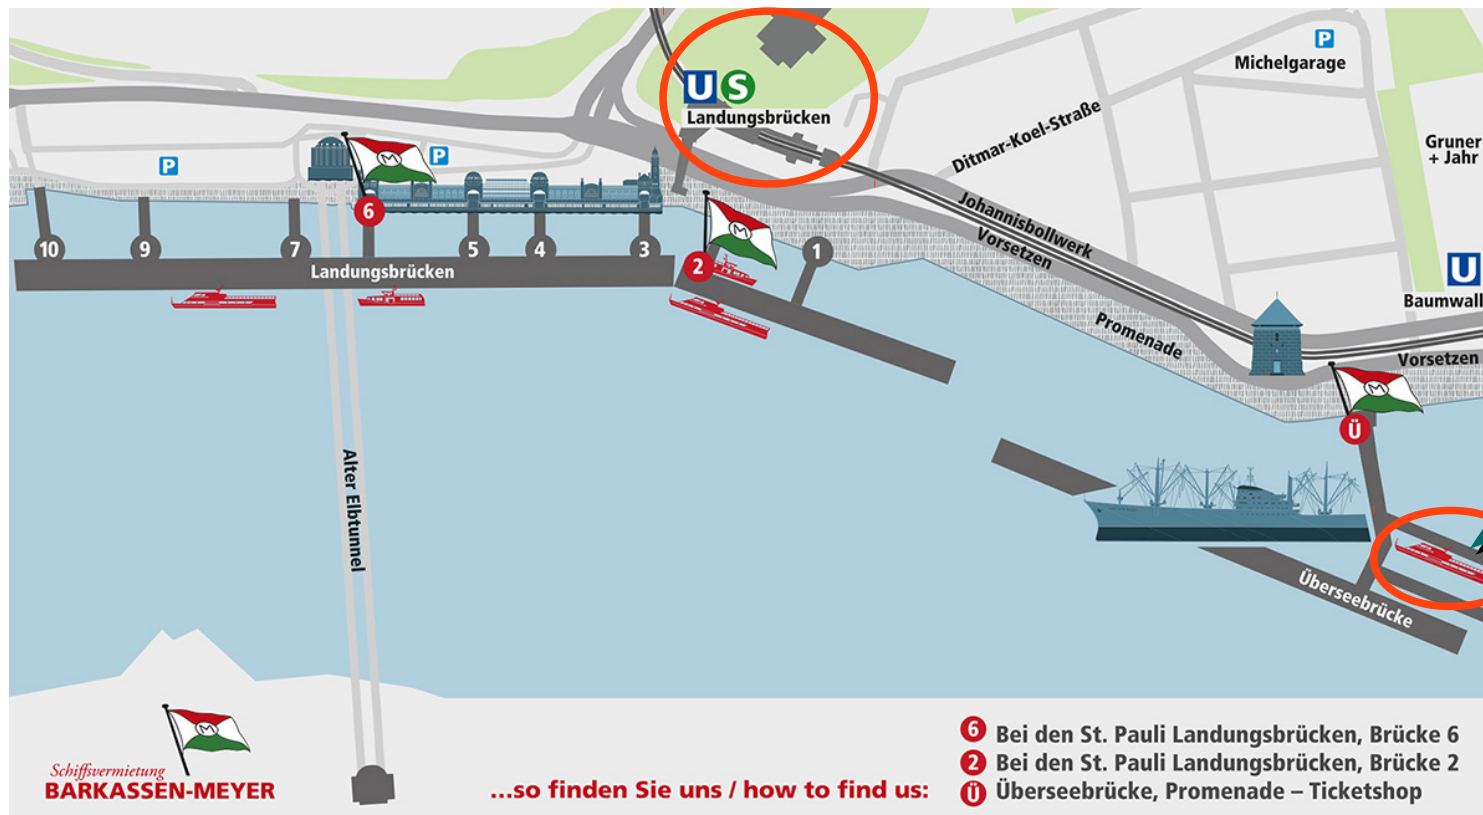 P
Michelgarage
U S
Landungsbrücken
Ditmar-Koel-Straße
Gruner
+ Jahr
P
M
P
6
Johannisbollwerk
Vorsetzen
M
10
9
7
5
4
3
2
1
Landungsbrücken
U
Baumwall
Promenade
Vorsetzen
M
Ü
Alter Elbtunnel
Überseebrücke
M
Schiffsvermietung
BARKASSEN-MEYER
...so finden Sie uns / how to find us:
6 Bei den St. Pauli Landungsbrücken, Brücke 6
2 Bei den St. Pauli Landungsbrücken, Brücke 2
Ü Überseebrücke, Promenade – Ticketshop